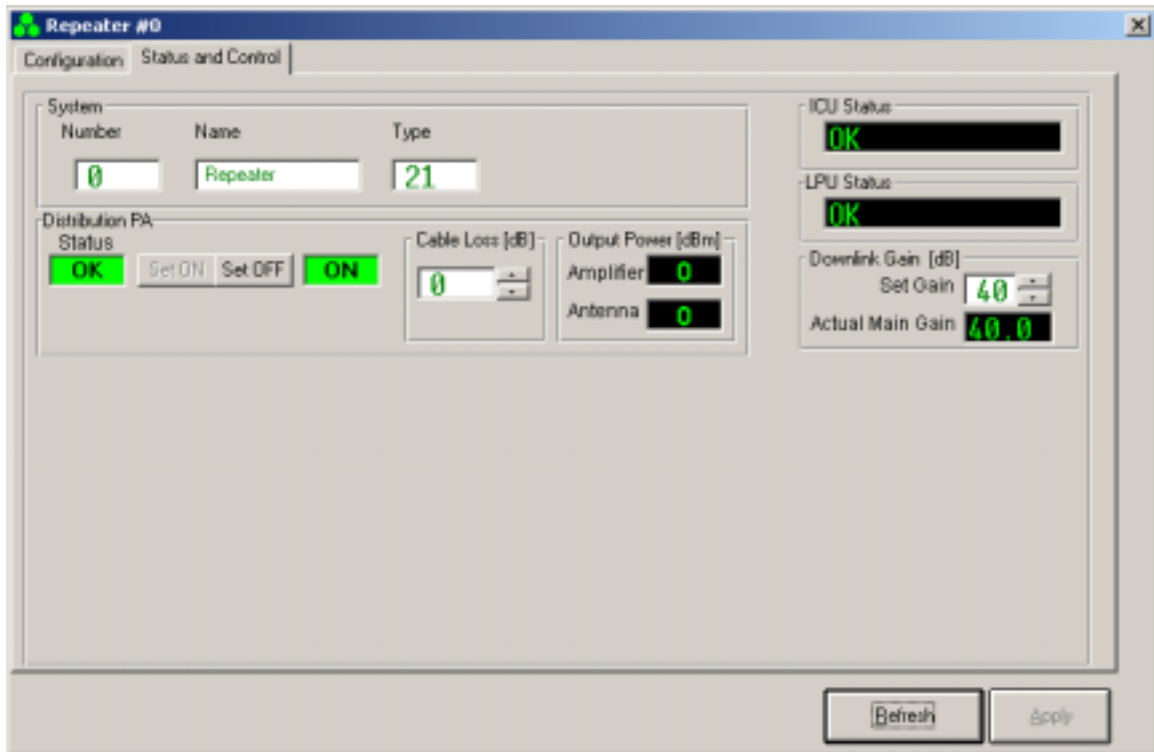 Repeater #0
Configuration Status and Control
System
Number Name Type
0 Repeater 21
ICU Status
OK
LPU Status
OK
Distribution PA
Status
OK Set ON Set OFF ON
Cable Loss [dB]
0
Output Power [dBm]
Amplifier 0
Antenna 0
Downlink Gain [dB]
Set Gain 40
Actual Main Gain 40.0
Refresh Apply